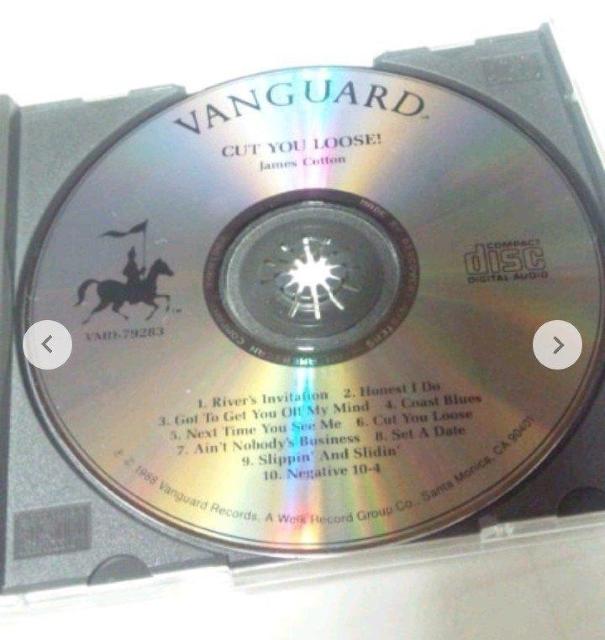 VANGUARD
CUT YOU LOOSE!
James Cotton
COMPACT
disc
DIGITAL AUDIO
VMD-79283
1. River's Invitation 2. Honest I Do
3. Got To Get You Off My Mind 4. Coast Blues
5. Next Time You See Me 6. Cut You Loose
7. Ain't Nobody's Business 8. Set A Date
9. Slippin' And Slidin'
10. Negative 10-4
1988 Vanguard Records, A Welk Record Group Co., Santa Monica, CA 90401